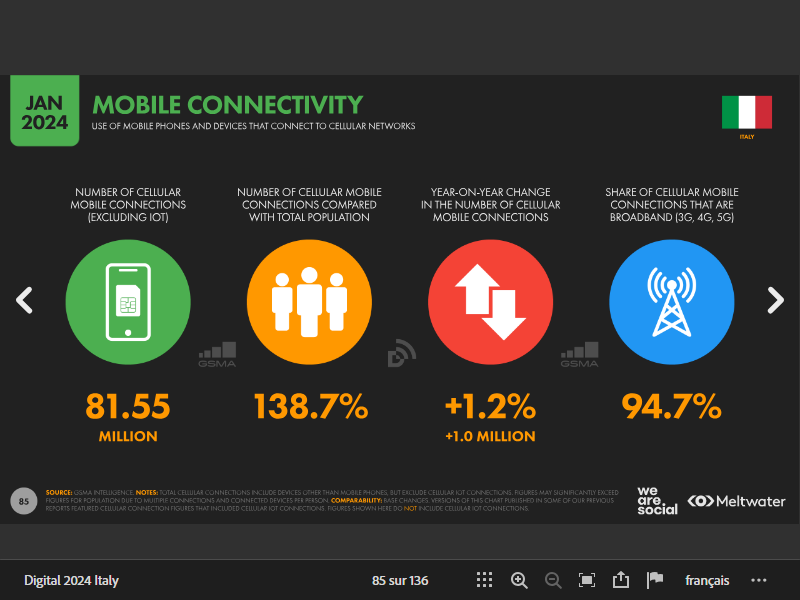 JAN
2024
MOBILE CONNECTIVITY
USE OF MOBILE PHONES AND DEVICES THAT CONNECT TO CELLULAR NETWORKS
ITALY
NUMBER OF CELLULAR
MOBILE CONNECTIONS
(EXCLUDING IOT)
NUMBER OF CELLULAR MOBILE
CONNECTIONS COMPARED
WITH TOTAL POPULATION
YEAR-ON-YEAR CHANGE
IN THE NUMBER OF CELLULAR
MOBILE CONNECTIONS
SHARE OF CELLULAR MOBILE
CONNECTIONS THAT ARE
BROADBAND (3G, 4G, 5G)
GSMA
GSMA
81.55
MILLION
138.7%
+1.2%
+1.0 MILLION
94.7%
85
SOURCE: GSMA INTELLIGENCE. NOTES: TOTAL CELLULAR CONNECTIONS INCLUDE DEVICES OTHER THAN MOBILE PHONES, BUT EXCLUDE CELLULAR IOT CONNECTIONS. FIGURES MAY SIGNIFICANTLY EXCEED
FIGURES FOR POPULATION DUE TO MULTIPLE CONNECTIONS AND CONNECTED DEVICES PER PERSON. COMPARABILITY: BASE CHANGES. VERSIONS OF THIS CHART PUBLISHED IN SOME OF OUR PREVIOUS
REPORTS FEATURED CELLULAR CONNECTION FIGURES THAT INCLUDED CELLULAR IOT CONNECTIONS. FIGURES SHOWN HERE DO NOT INCLUDE CELLULAR IOT CONNECTIONS.
we
are.
social
Meltwater
Digital 2024 Italy
85 sur 136
français